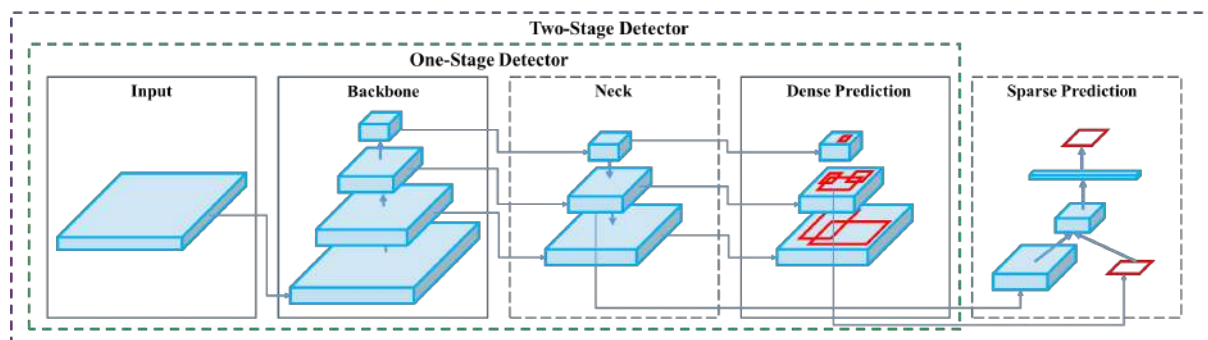 Two-Stage Detector
One-Stage Detector
Input
Backbone
Neck
Dense Prediction
Sparse Prediction